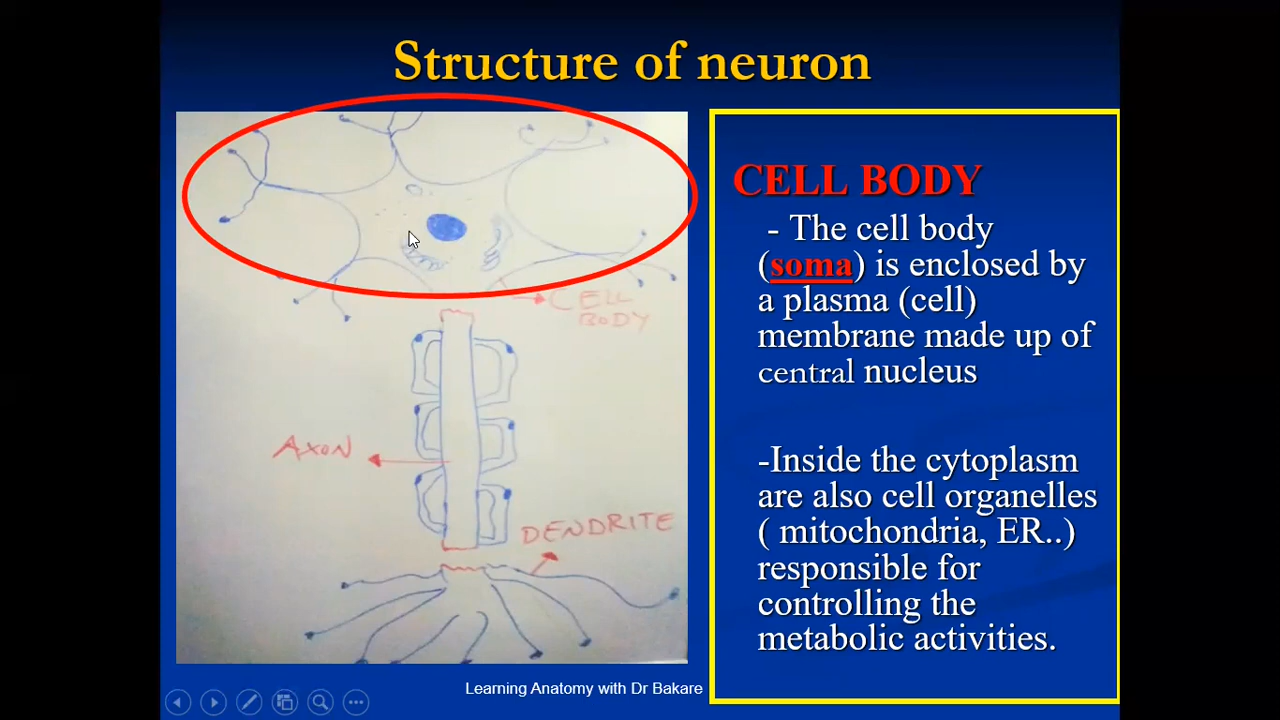 Structure of neuron
CELL
BODY
AXON
DENDRITE
CELL BODY
- The cell body
(soma) is enclosed by
a plasma (cell)
membrane made up of
central nucleus
-Inside the cytoplasm
are also cell organelles
( mitochondria, ER..)
responsible for
controlling the
metabolic activities.
Learning Anatomy with Dr Bakare